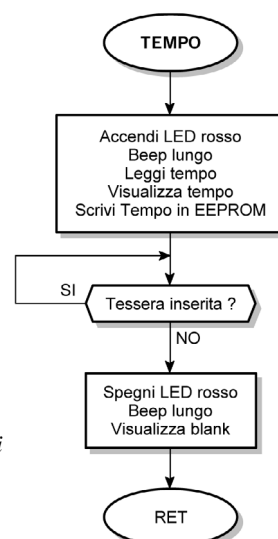 TEMPO
Accendi LED rosso
Beep lungo
Leggi tempo
Visualizza tempo
Scrivi Tempo in EEPROM
SI
Tessera inserita ?
NO
Spegni LED rosso
Beep lungo
Visualizza blank
i
RET